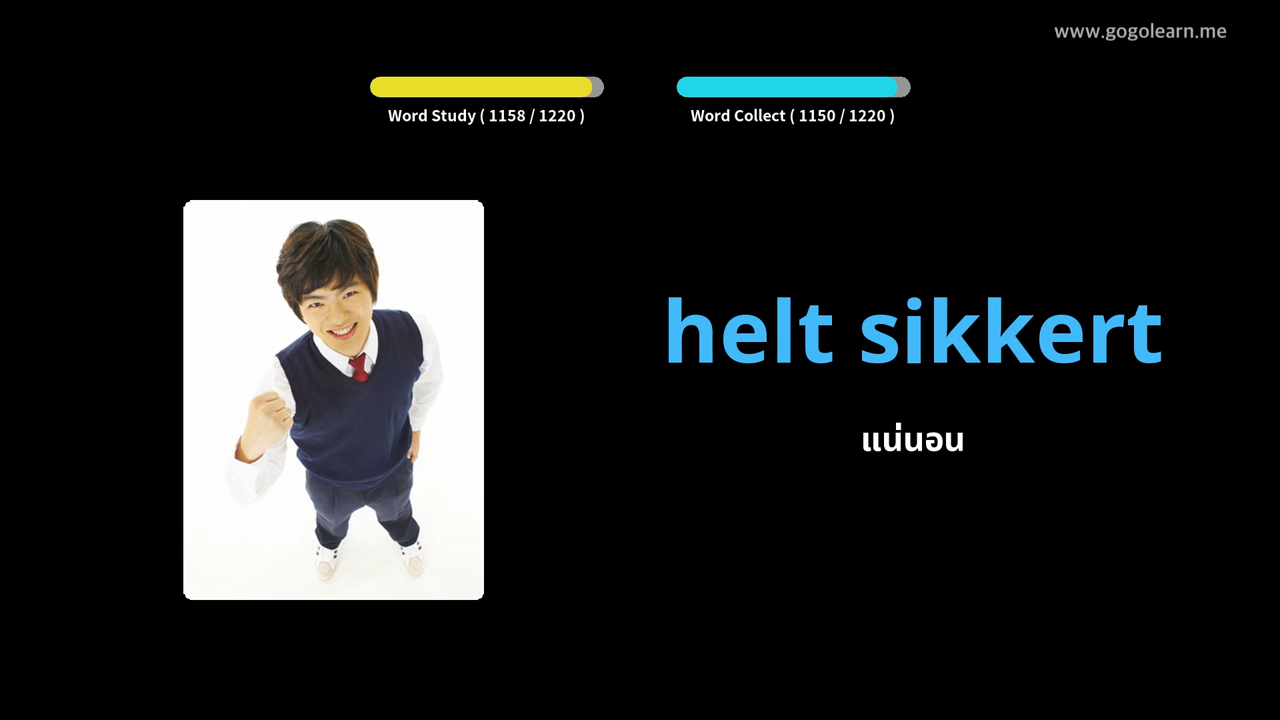 www.gogolearn.me
Word Study ( 1158 / 1220 )
Word Collect ( 1150 / 1220 )
helt sikkert
แน่นอน